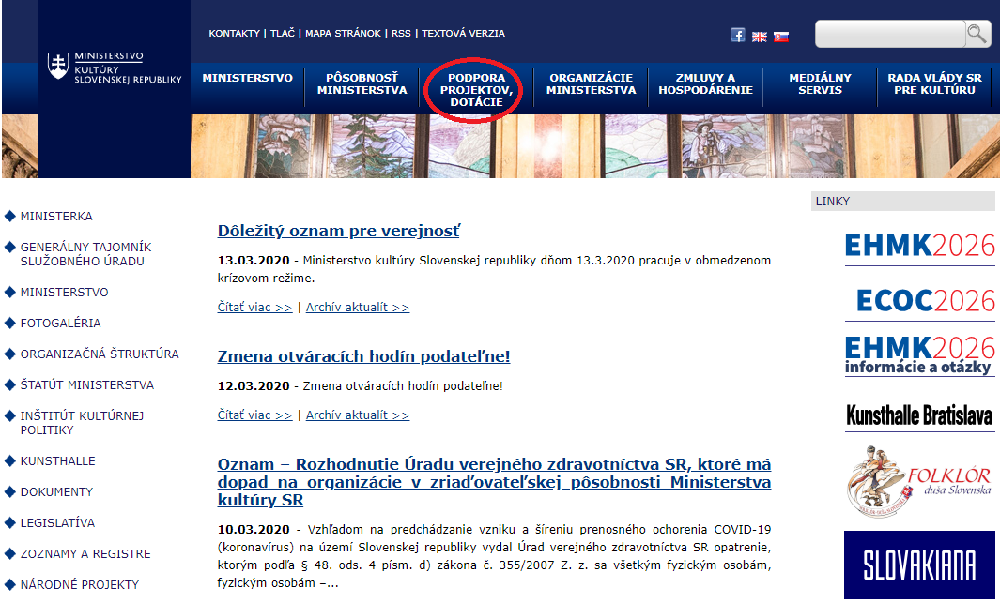 KONTAKTY | TLAČ | MAPA STRÁNOK | RSS | TEXTOVÁ VERZIA
MINISTERSTVO
KULTÚRY
SLOVENSKEJ REPUBLIKY
MINISTERSTVO
PÔSOBNOSŤ
MINISTERSTVA
PODPORA
PROJEKTOV,
DOTÁCIE
ORGANIZÁCIE
MINISTERSTVA
ZMLUVY A
HOSPODÁRENIE
MEDIÁLNY
SERVIS
RADA VLÁDY SR
PRE KULTÚRU
MINISTERKA
GENERÁLNY TAJOMNÍK
SLUŽOBNÉHO ÚRADU
MINISTERSTVO
FOTOGALÉRIA
ORGANIZAČNÁ ŠTRUKTÚRA
ŠTATÚT MINISTERSTVA
INŠTITÚT KULTÚRNEJ
POLITIKY
KUNSTHALLE
DOKUMENTY
LEGISLATÍVA
ZOZNAMY A REGISTRE
NÁRODNÉ PROJEKTY
Dôležitý oznam pre verejnosť
13.03.2020 - Ministerstvo kultúry Slovenskej republiky dňom 13.3.2020 pracuje v obmedzenom
krízovom režime.
Čítať viac >> | Archív aktualít >>
Zmena otváracích hodín podateľne!
12.03.2020 - Zmena otváracích hodín podateľne!
Čítať viac >> | Archív aktualít >>
Oznam – Rozhodnutie Úradu verejného zdravotníctva SR, ktoré má
dopad na organizácie v zriaďovateľskej pôsobnosti Ministerstva
kultúry SR
10.03.2020 - Vzhľadom na predchádzanie vzniku a šíreniu prenosného ochorenia COVID-19
(koronavírus) na území Slovenskej republiky vydal Úrad verejného zdravotníctva SR opatrenie,
ktorým podľa § 48. ods. 4 písm. d) zákona č. 355/2007 Z. z. sa všetkým fyzickým osobám,
fyzickým osobám –...
LINKY
EHMK2026
ECOC2026
EHMK2026
informácie a otázky
Kunsthalle Bratislava
FOLKLÓR
duša Slovenska
SLOVAKIANA